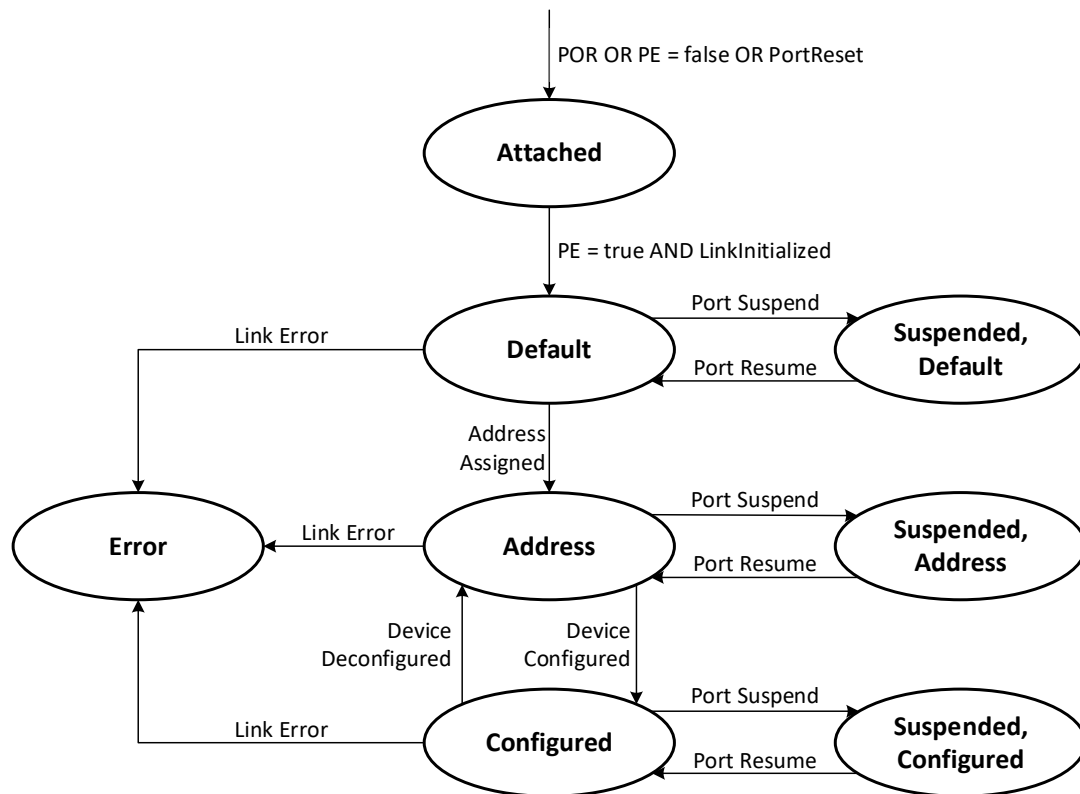 POR OR PE = false OR PortReset
Attached
PE = true AND LinkInitialized
Port Suspend
Link Error
Default
Suspended,
Default
Port Resume
Address
Assigned
Port Suspend
Error
Link Error
Address
Suspended,
Address
Port Resume
Device
Deconfigured
Device
Configured
Port Suspend
Link Error
Configured
Suspended,
Configured
Port Resume